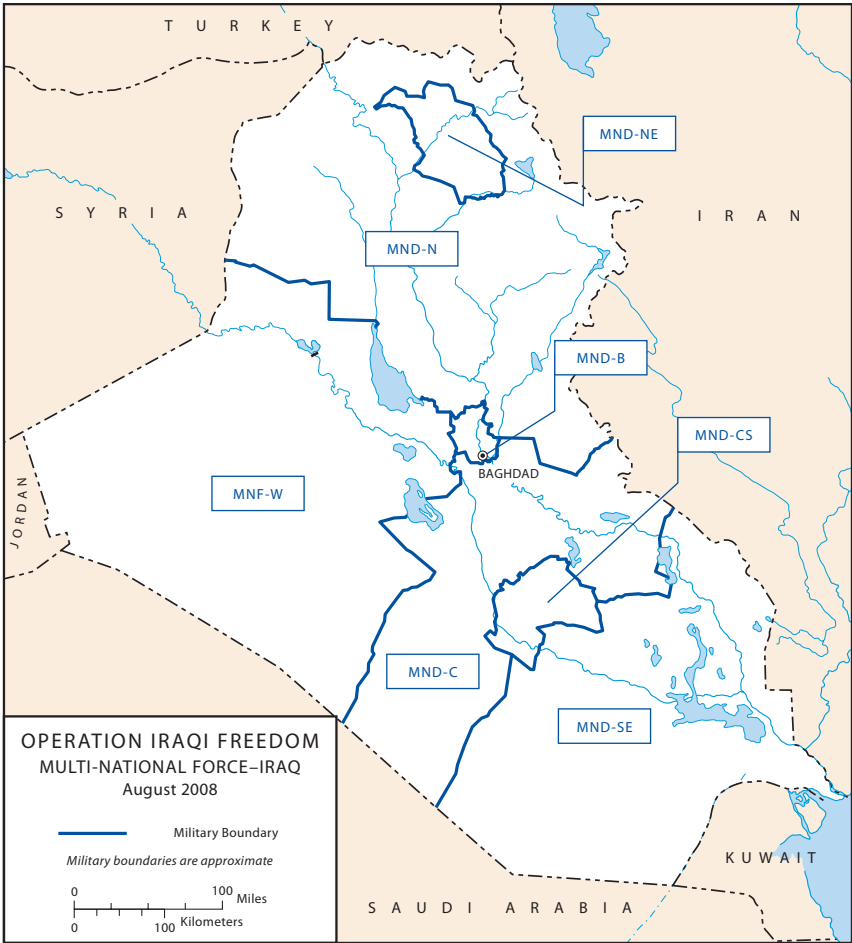 TURKEY
MND-NE
SYRIA
IRAN
MND-N
MND-B
MND-CS
BAGHDAD
MNF-W
JORDAN
MND-C
MND-SE
OPERATION IRAQI FREEDOM
MULTI-NATIONAL FORCE–IRAQ
August 2008
Military Boundary
Military boundaries are approximate
0 100 Miles
0 100 Kilometers
KUWAIT
SAUDI ARABIA